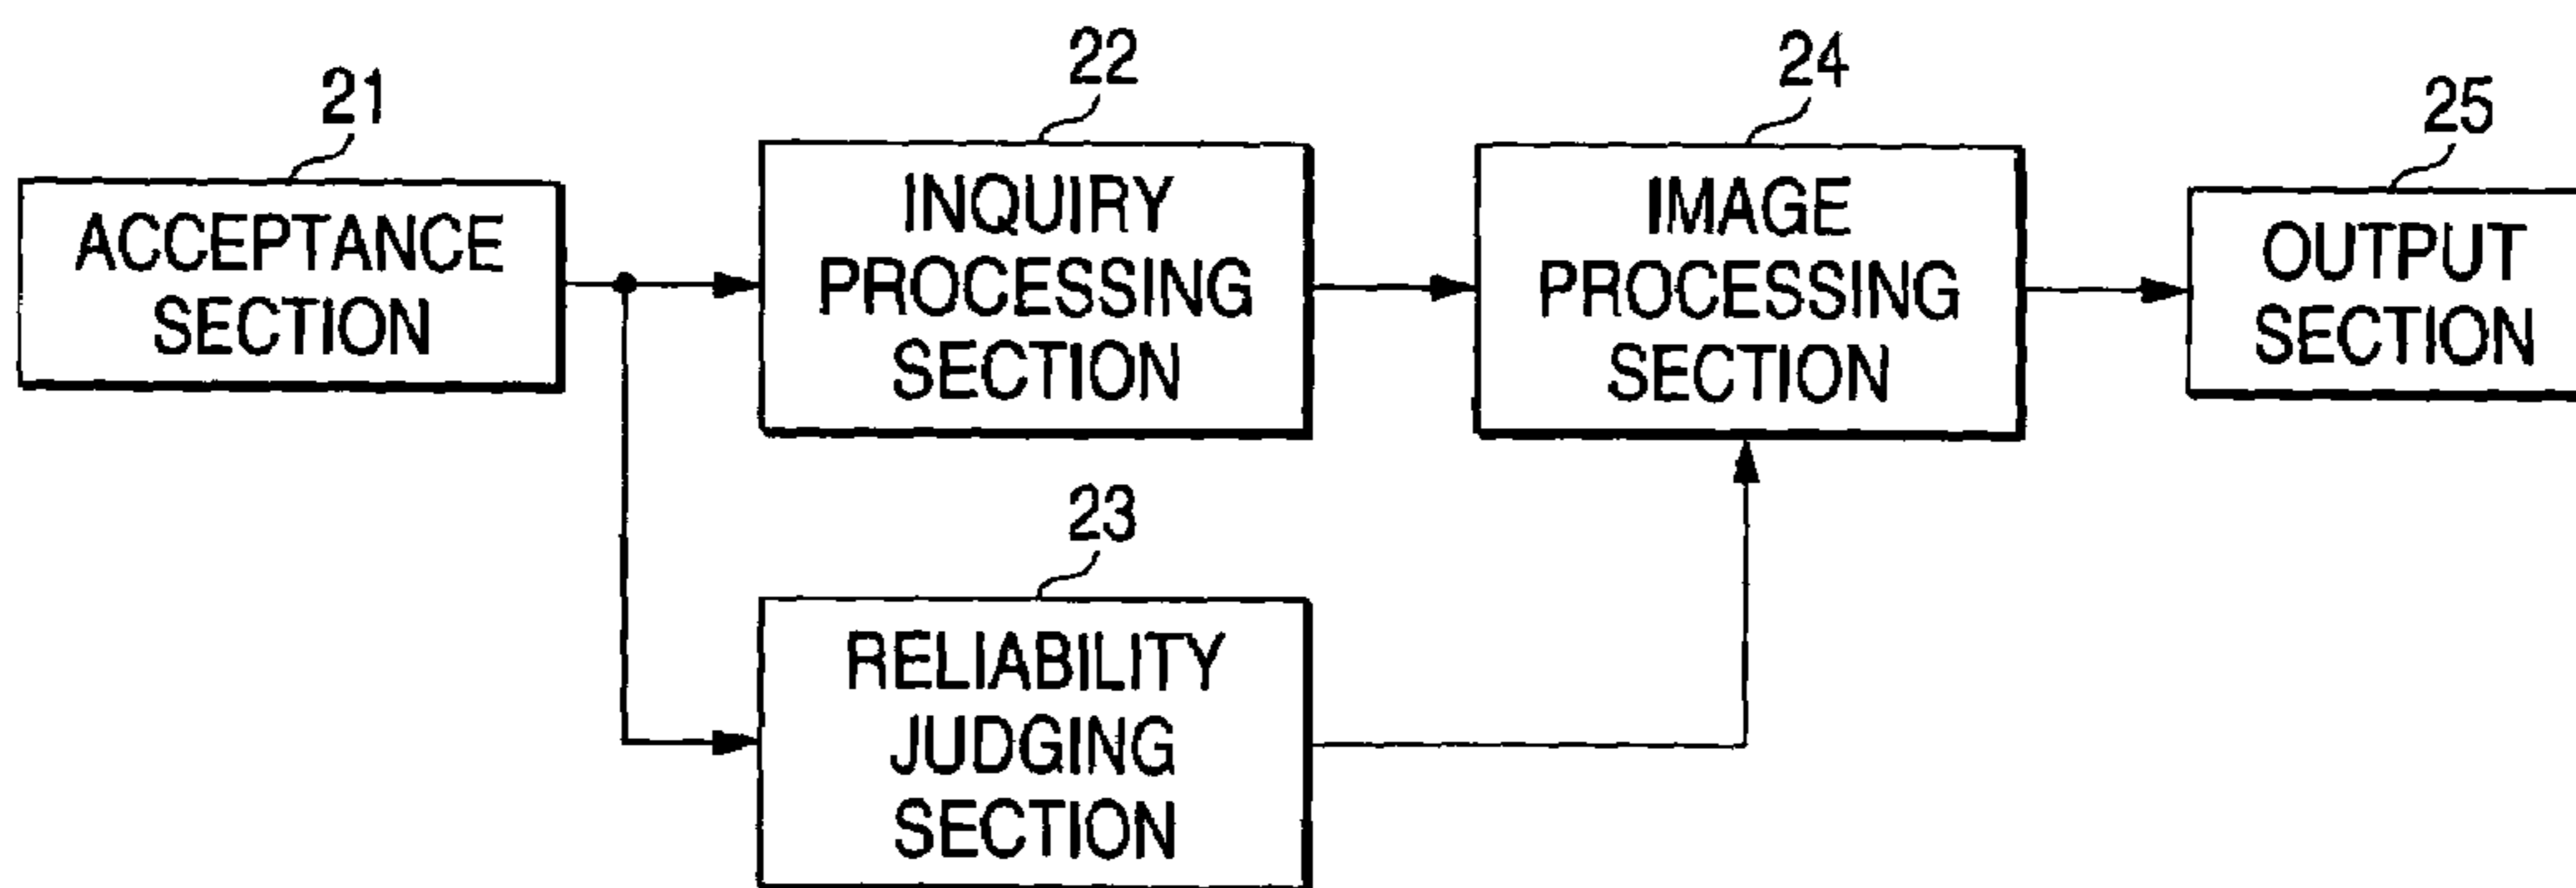 21
ACCEPTANCE
SECTION
22
INQUIRY
PROCESSING
SECTION
24
IMAGE
PROCESSING
SECTION
25
OUTPUT
SECTION
23
RELIABILITY
JUDGING
SECTION